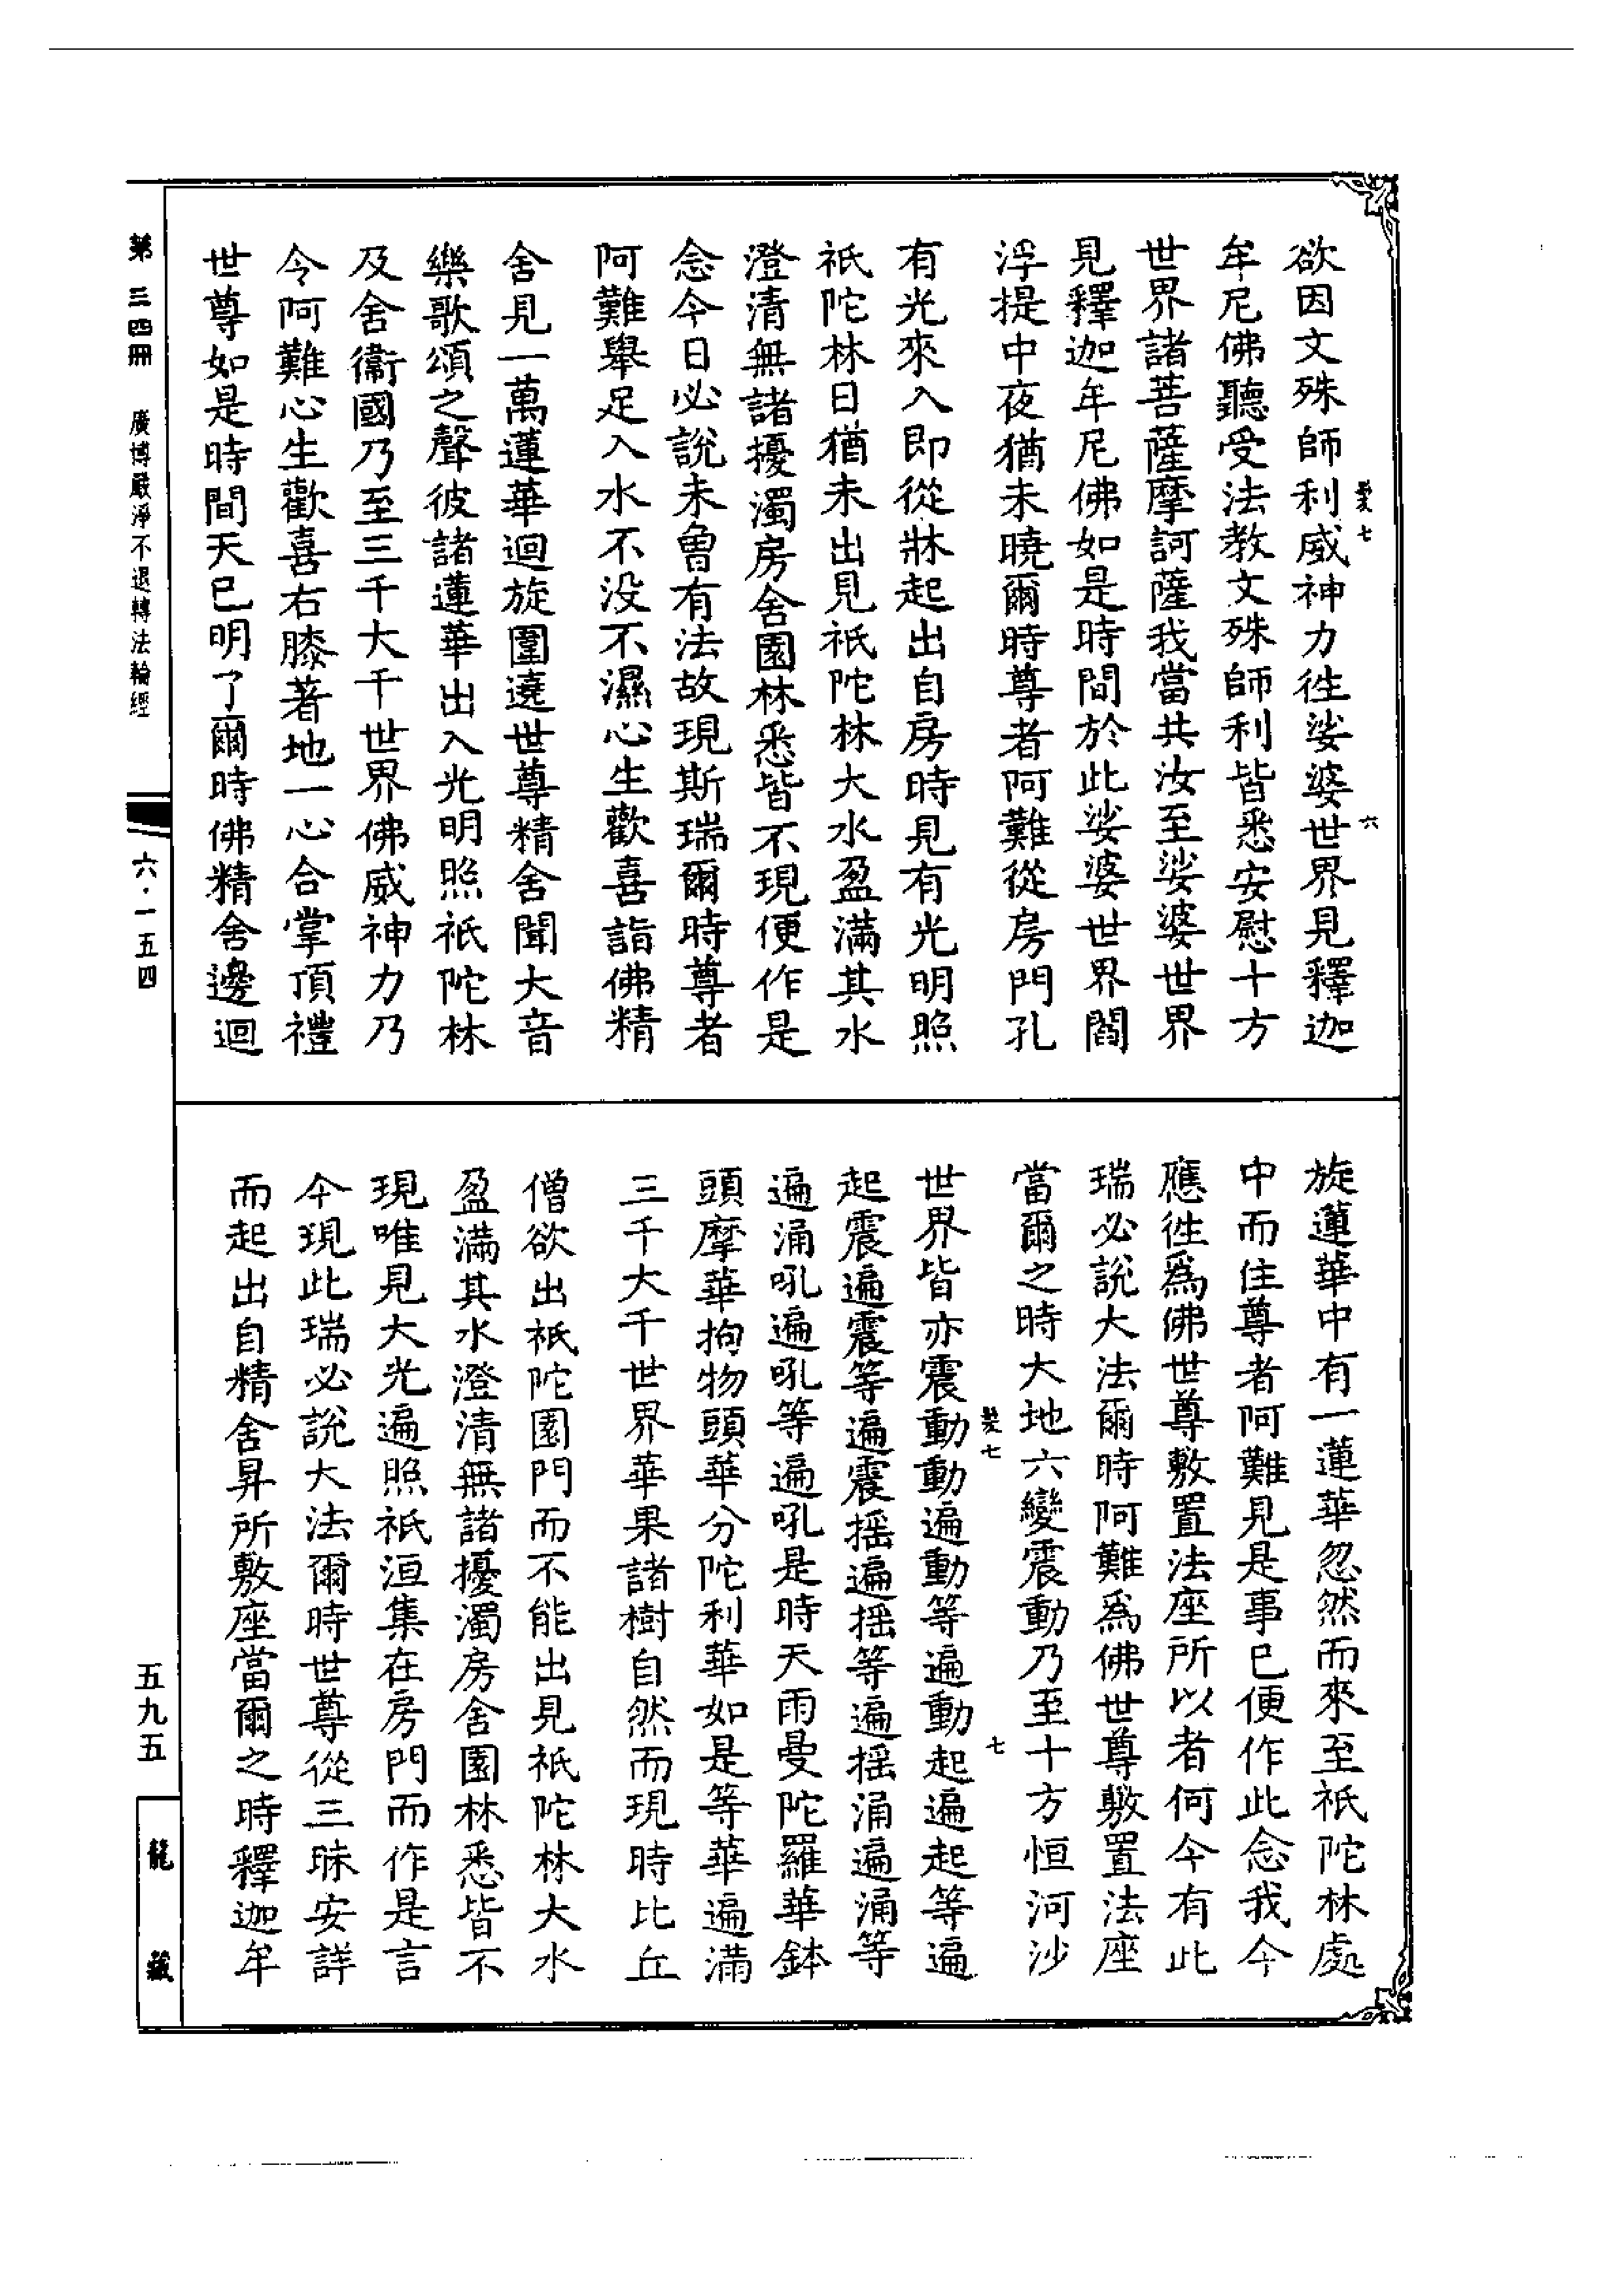 欲因文殊師利威神力往娑婆世界見釋迦
牟尼佛聽受法教文殊師利皆悉安慰十方
世界諸菩薩摩訶薩我當共汝至娑婆世界
見釋迦牟尼佛如是時間於此娑婆世界閻
浮提中夜猶未曉爾時尊者阿難從房門孔
有光來入即從牀起出自房時見有光明照
祇陀林日猶未出見祇陀林大水盈滿其水
澄清無諸擾濁房舍園林悉皆不現便作是
念今日必說未曾有法故現斯瑞爾時尊者
阿難舉足入水不没不濕心生歡喜詣佛精
舍見一萬蓮華迴旋圍遶世尊精舍聞大音
樂歌頌之聲彼諸蓮華出入光明照祇陀林
及舍衞國乃至三千大千世界佛威神力乃
令阿難心生歡喜右膝著地一心合掌頂禮
世尊如是時間天已明了爾時佛精舍邊迴
髮七
六
旋蓮華中有一蓮華忽然而來至祇陀林處
中而住尊者阿難見是事已便作此念我今
應往爲佛世尊敷置法座所以者何今有此
瑞必說大法爾時阿難爲佛世尊敷置法座
當爾之時大地六變震動乃至十方恒河沙
世界皆亦震動動遍動等遍動起遍起等遍
起震遍震等遍震搖遍搖等遍搖涌遍涌等
遍涌吼遍吼等遍吼是時天雨曼陀羅華鉢
頭摩華拘物頭華分陀利華如是等華遍滿
三千大千世界華果諸樹自然而現時比丘
僧欲出祇陀園門而不能出見祇陀林大水
盈滿其水澄清無諸擾濁房舍園林悉皆不
現唯見大光遍照祇洹集在房門而作是言
今現此瑞必說大法爾時世尊從三昧安詳
而起出自精舍昇所敷座當爾之時釋迦牟
髮七
七
第三四冊 廣博嚴淨不退轉法輪經
六·一五四
五九五
龍藏